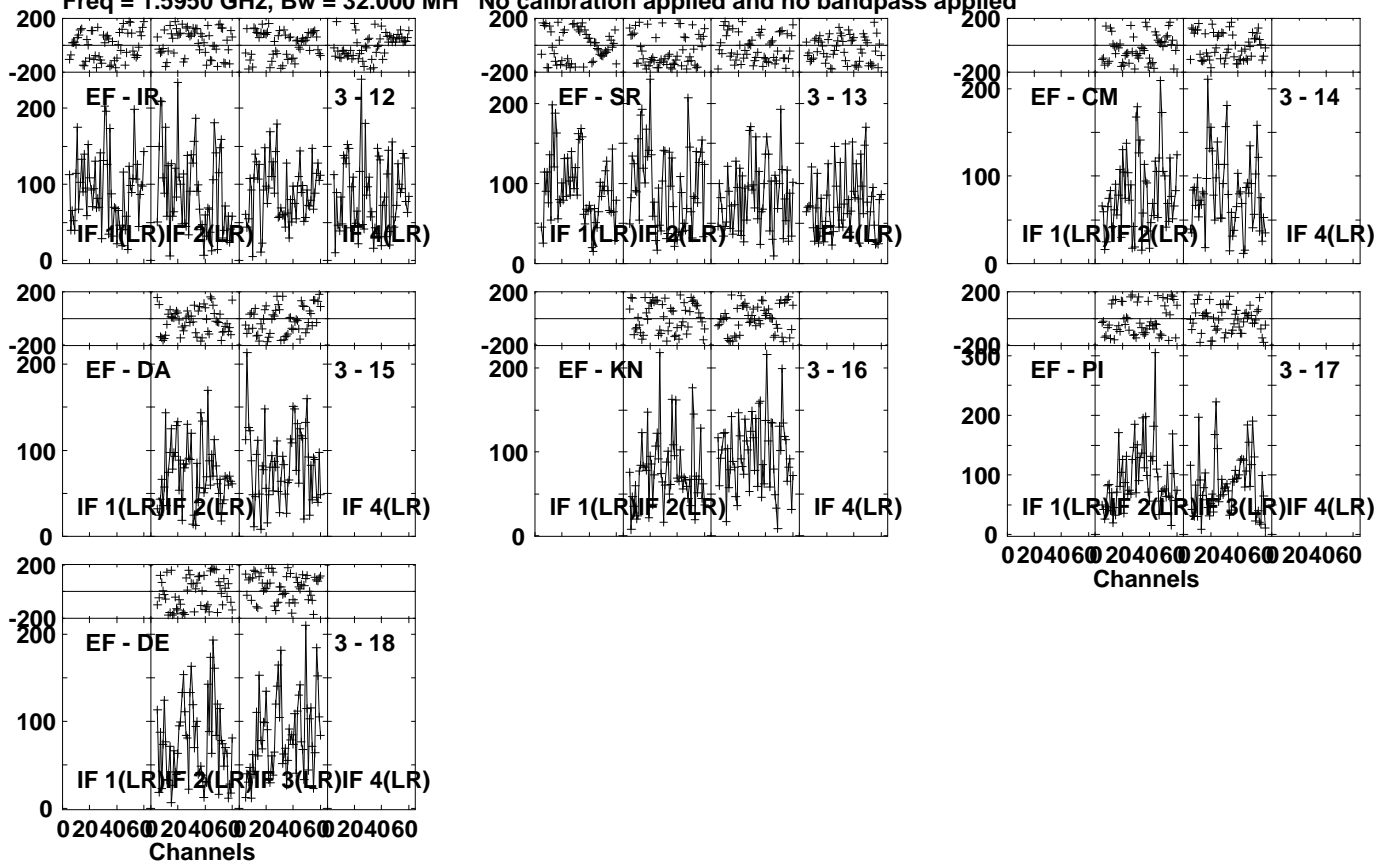 Freq = 1.5950 GHz, Bw = 32.000 MH No calibration applied and no bandpass applied
200
-200
200
100
0
EF - IR
3 - 12
IF 1(LR)
IF 2(LR)
IF 4(LR)
200
-200
200
100
0
EF - SR
3 - 13
IF 1(LR)
IF 2(LR)
IF 4(LR)
200
-200
200
100
0
EF - CM
3 - 14
IF 1(LR)
IF 2(LR)
IF 4(LR)
200
-200
200
100
0
EF - DA
3 - 15
IF 1(LR)
IF 2(LR)
IF 4(LR)
200
-200
200
100
0
EF - KN
3 - 16
IF 1(LR)
IF 2(LR)
IF 4(LR)
200
-200
300
200
100
0
EF - PI
3 - 17
IF 1(LR)
IF 2(LR)
IF 3(LR)
IF 4(LR)
0 20 40 60 0 20 40 60 0 20 40 60 0 20 40 60
Channels
200
-200
200
100
0
EF - DE
3 - 18
IF 1(LR)
IF 2(LR)
IF 3(LR)
IF 4(LR)
0 20 40 60 0 20 40 60 0 20 40 60 0 20 40 60
Channels